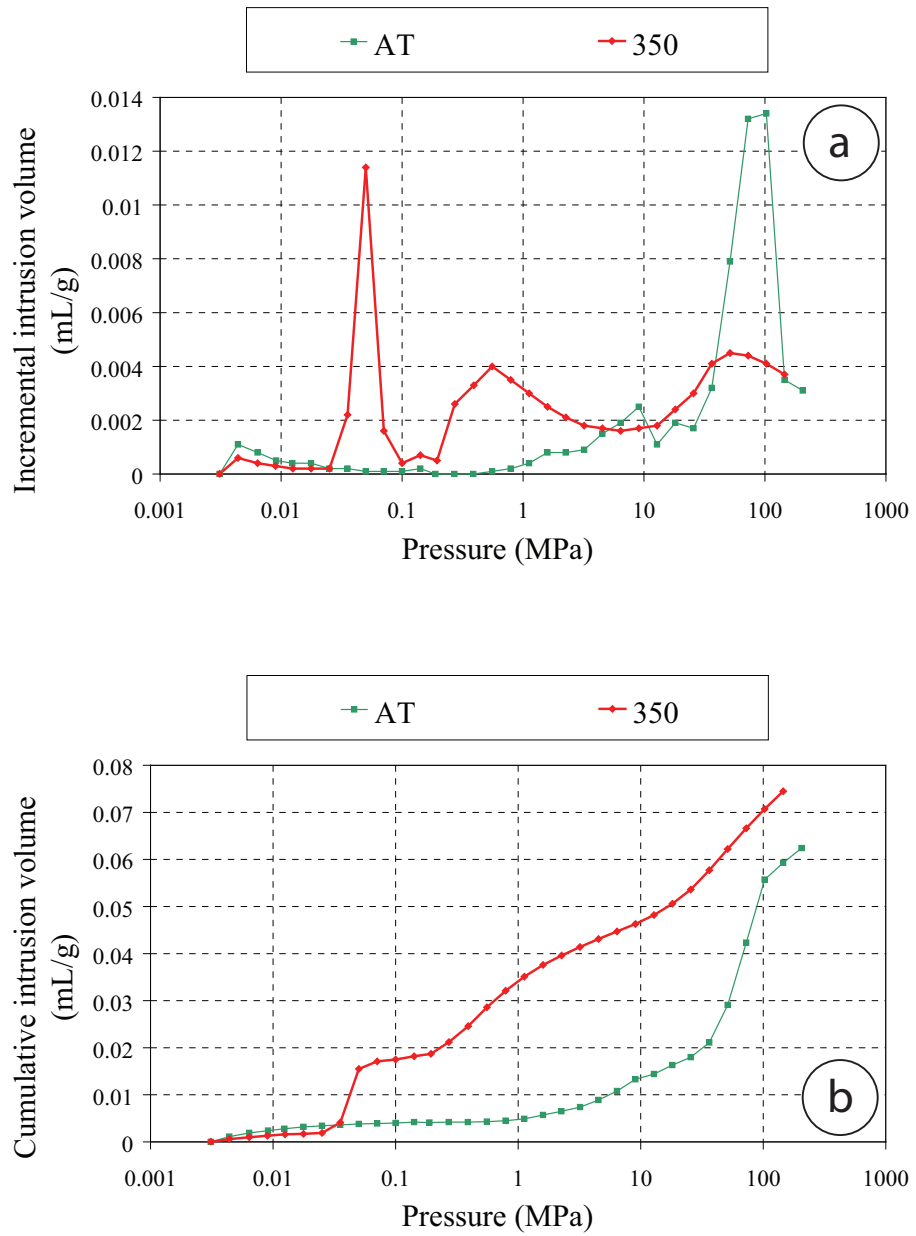 AT 350
0.014
0.012
0.01
0.008
0.006
0.004
0.002
0
Incremental intrusion volume
(mL/g)
a
0.001 0.01 0.1 1 10 100 1000
Pressure (MPa)
AT 350
0.08
0.07
0.06
0.05
0.04
0.03
0.02
0.01
0
Cumulative intrusion volume
(mL/g)
b
0.001 0.01 0.1 1 10 100 1000
Pressure (MPa)